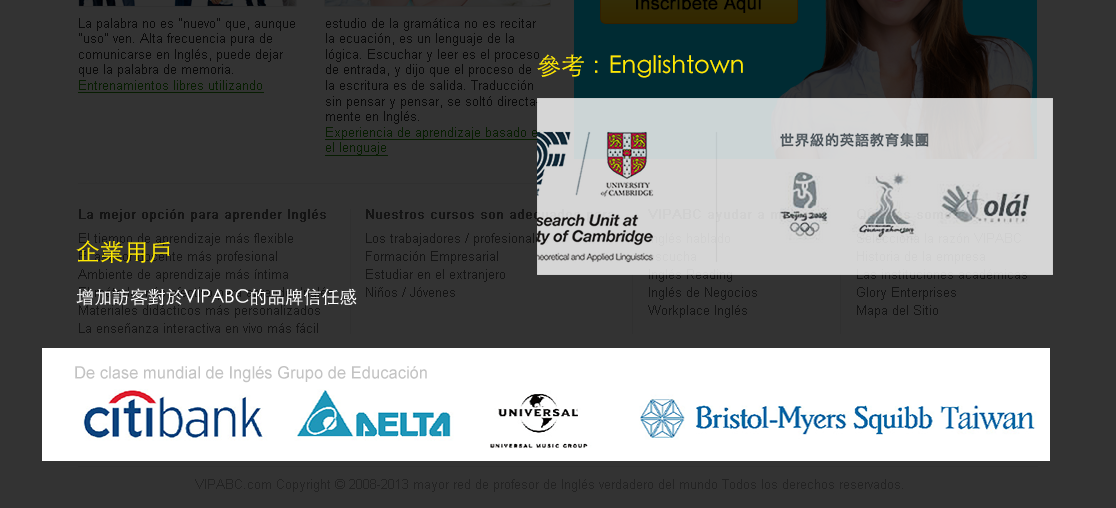 Inscríbete Aquí
La palabra no es "nuevo" que, aunque
"uso" ven. Alta frecuencia pura de
comunicarse en Inglés, puede dejar
que la palabra de memoria.
Entrenamientos libres utilizando
estudio de la gramática no es recitar
la ecuación, es un lenguaje de la
lógica. Escuchar y leer es el proceso
de entrada, y dijo que el proceso de
la escritura es de salida. Traducción
sin pensar y pensar, se soltó directa-
mente en Inglés.
Experiencia de aprendizaje basado e
el lenguaje
參考：Englishtown
UNIVERSITY
OF CAMBRIDGE
search Unit at
ty of Cambridge
heoretical and Applied Linguistics
世界級的英語教育集團
Beijing 2008
Guangzhou
olá!
La mejor opción para aprender Inglés
El tiempo de aprendizaje más flexible
cente más profesional
Ambiente de aprendizaje más íntima
Materiales didácticos más personalizados
La enseñanza interactiva en vivo más fácil
企業用戶
增加訪客對於VIPABC的品牌信任感
Nuestros cursos son ade
Los trabajadores / profesional
Formación Empresarial
Estudiar en el extranjero
Niños / Jóvenes
VIPABC ayudar a
Inglés Reading
Inglés de Negocios
Workplace Inglés
Historia de la empresa
Las instituciones académicas
Glory Enterprises
Mapa del Sitio
De clase mundial de Inglés Grupo de Educación
citibank
DELTA
UNIVERSAL
UNIVERSAL MUSIC GROUP
Bristol-Myers Squibb Taiwan
VIPABC.com Copyright © 2008-2013 mayor red de profesor de inglés verdadero del mundo Todos los derechos reservados.